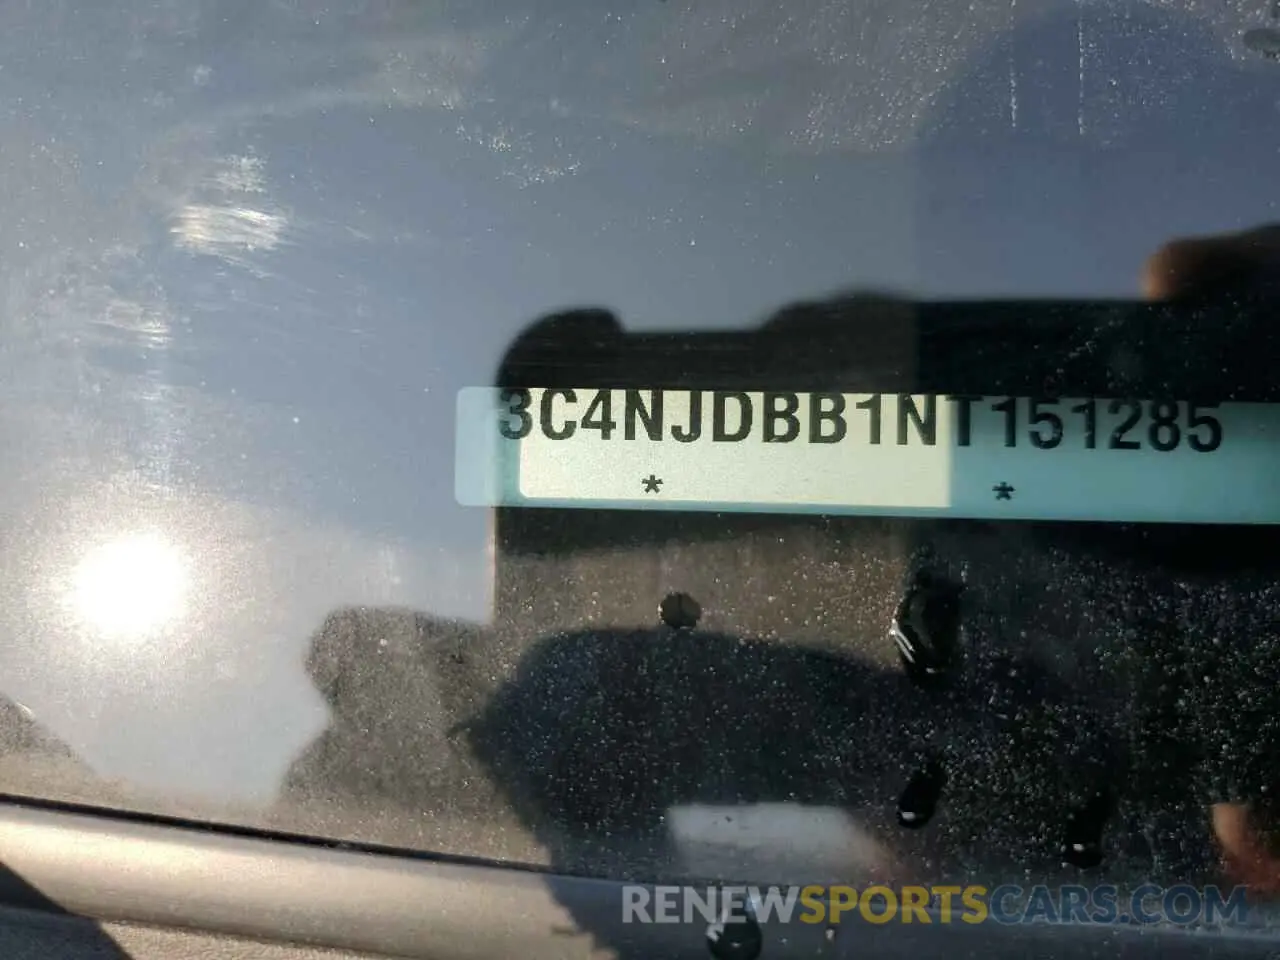 3C4NJDBB1NT151285
* *
RENEWSPORTSCARS.COM